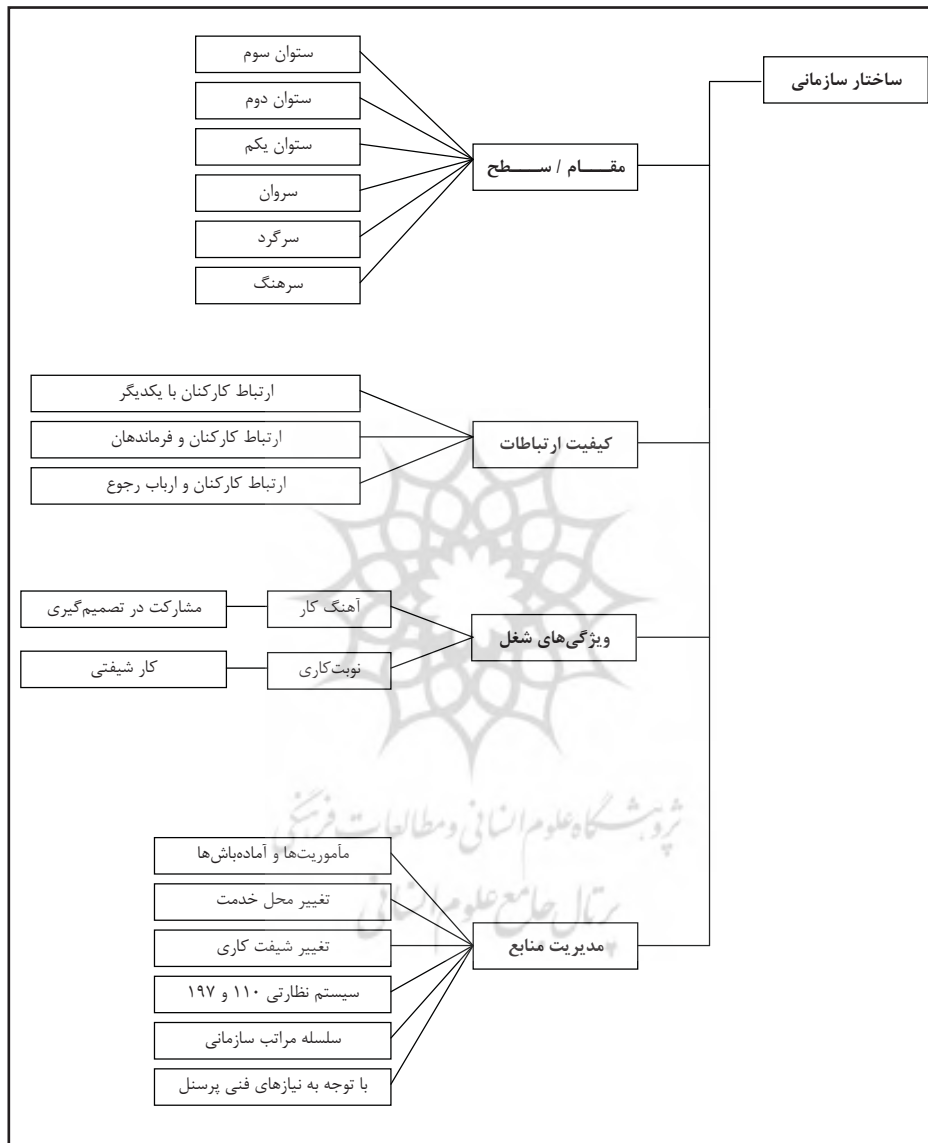 ساختار سازمانی
مقـــــام / ســـــطح
ستوان سوم
ستوان دوم
ستوان یکم
سروان
سرگرد
سرهنگ
کیفیت ارتباطات
ارتباط کارکنان با یکدیگر
ارتباط کارکنان و فرماندهان
ارتباط کارکنان و ارباب رجوع
ویژگی‌های شغل
آهنگ کار
مشارکت در تصمیم‌گیری
نوبت‌کاری
کار شیفتی
مدیریت منابع
مأموریت‌ها و آماده‌باش‌ها
تغییر محل خدمت
تغییر شیفت کاری
سیستم نظارتی ۱۱۰ و ۱۹۷
سلسله مراتب سازمانی
با توجه به نیازهای فنی پرسنل
پژوهشگاه علوم انسانی و مطالعات فرهنگی
پرتال جامع علوم انسانی